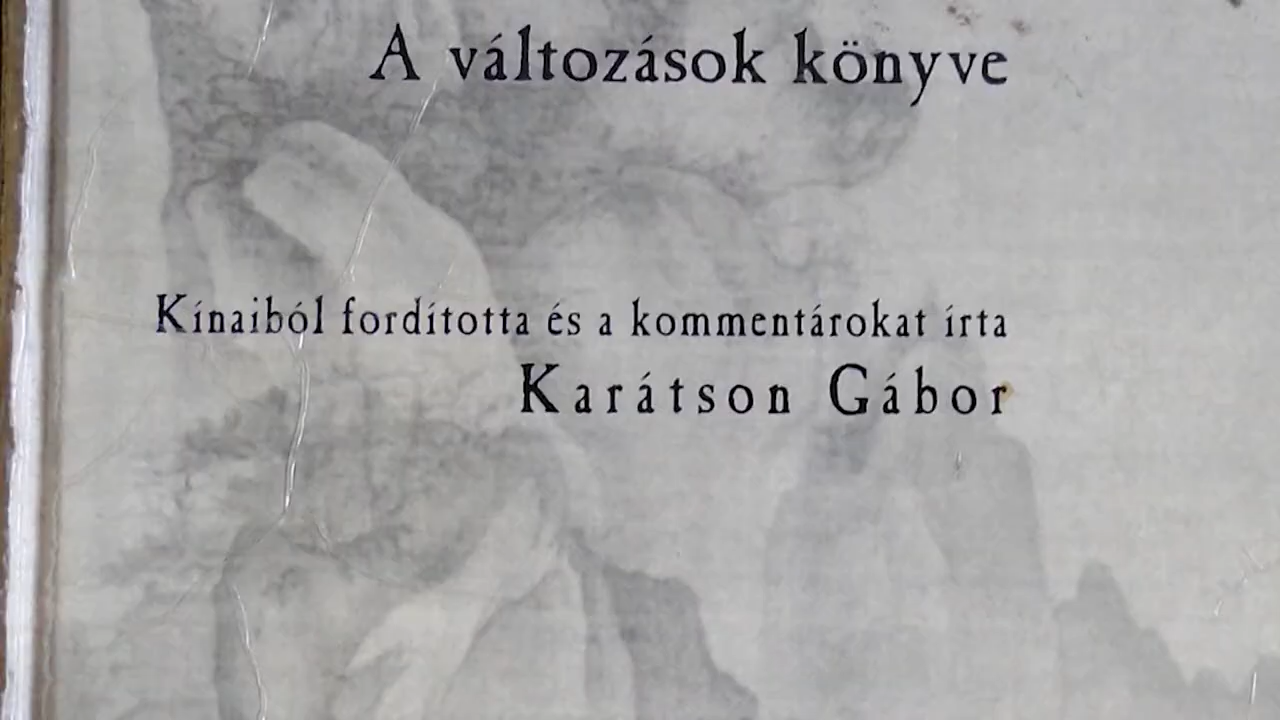 A változások könyve
Kínaiból fordította és a kommentárokat írta
Karátson Gábor